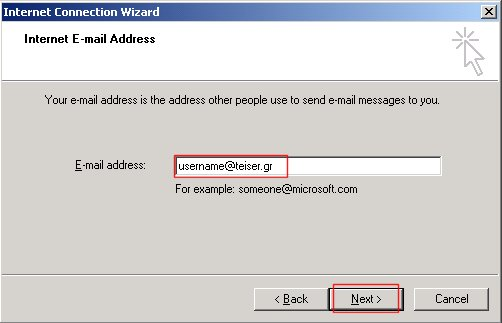 Internet Connection Wizard
Internet E-mail Address
Your e-mail address is the address other people use to send e-mail messages to you.
E-mail address: username@teiser.gr
For example: someone@microsoft.com
< Back Next > Cancel